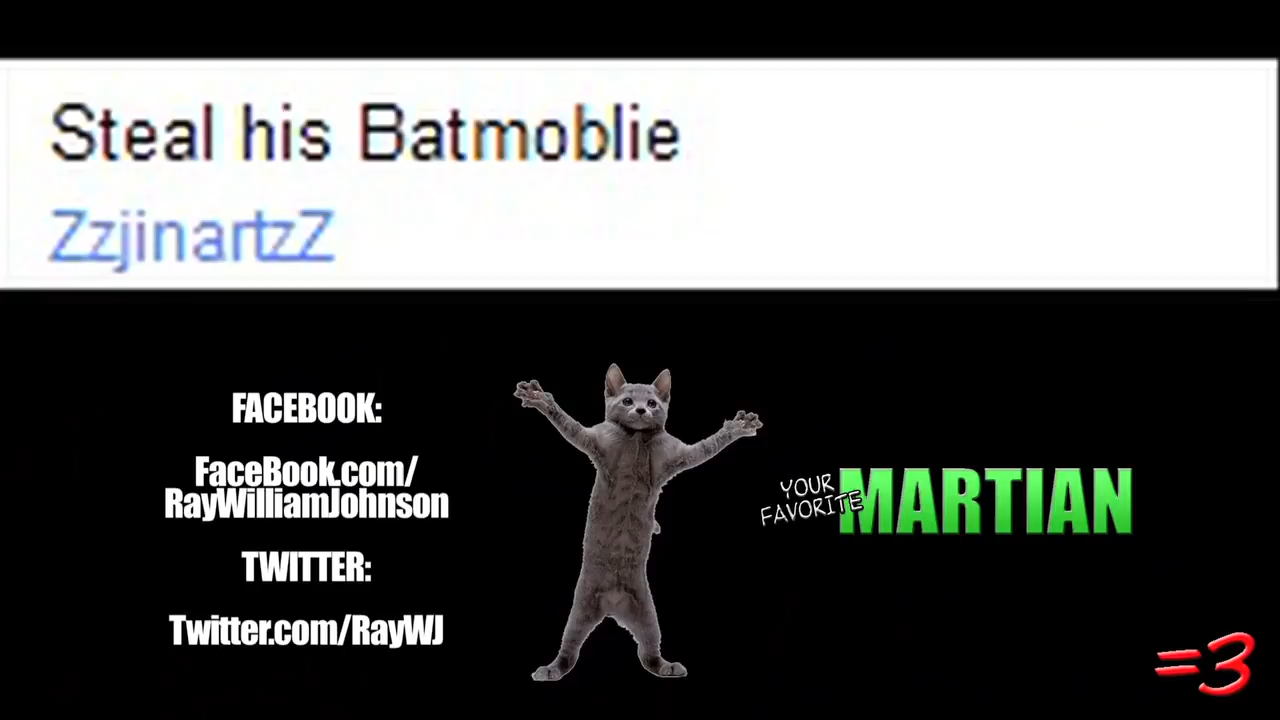 Steal his Batmoblie
ZzjinartzZ
FACEBOOK:
FaceBook.com/
RayWilliamJohnson
TWITTER:
Twitter.com/RayWJ
YOUR
FAVORITE
MARTIAN
=3